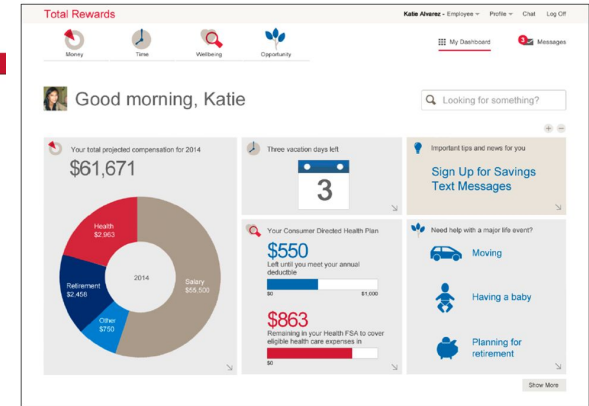 Total Rewards
Katie Alvarez – Employee
Profile
Chat
Log Off
Money
Time
Wellbeing
Opportunity
My Dashboard
3
Messages
Good morning, Katie
Looking for something?
Your total projected compensation for 2014
$61,671
Health
$2,963
Retirement
$2,458
Other
$750
2014
Salary
$55,500
Three vacation days left
3
Important tips and news for you
Sign Up for Savings
Text Messages
Your Consumer Directed Health Plan
$550
Left until you meet your annual
deductible
$0
$1,000
$863
Remaining in your Health FSA to cover
eligible health care expenses in
$0
Need help with a major life event?
Moving
Having a baby
Planning for
retirement
Show More